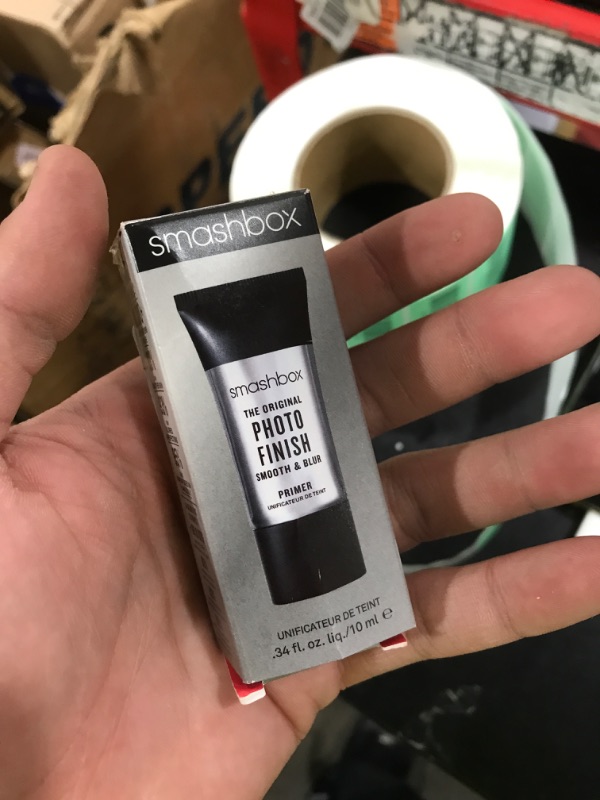 smashbox
smashbox
THE ORIGINAL
PHOTO
FINISH
SMOOTH & BLUR
PRIMER
UNIFICATEUR DE TEINT
UNIFICATEUR DE TEINT
.34 fl. oz. liq./10 ml ℮